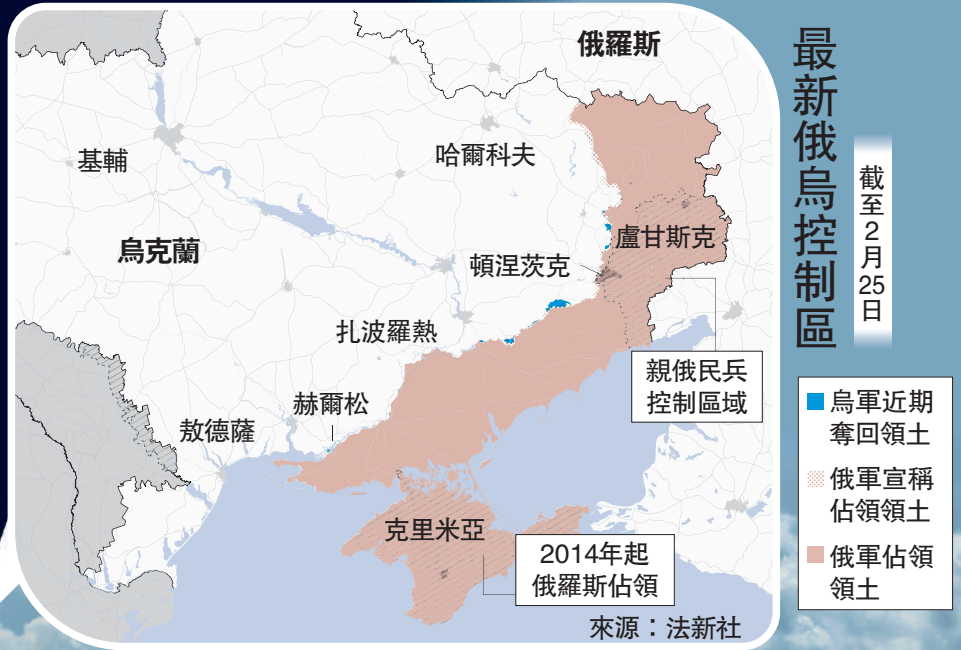 最新俄烏控制區
截至2月25日
俄羅斯
基輔
哈爾科夫
烏克蘭
盧甘斯克
頓涅茨克
扎波羅熱
親俄民兵
控制區域
赫爾松
敖德薩
克里米亞
2014年起
俄羅斯佔領
來源：法新社
烏軍近期
奪回領土
俄軍宣稱
佔領領土
俄軍佔領
領土